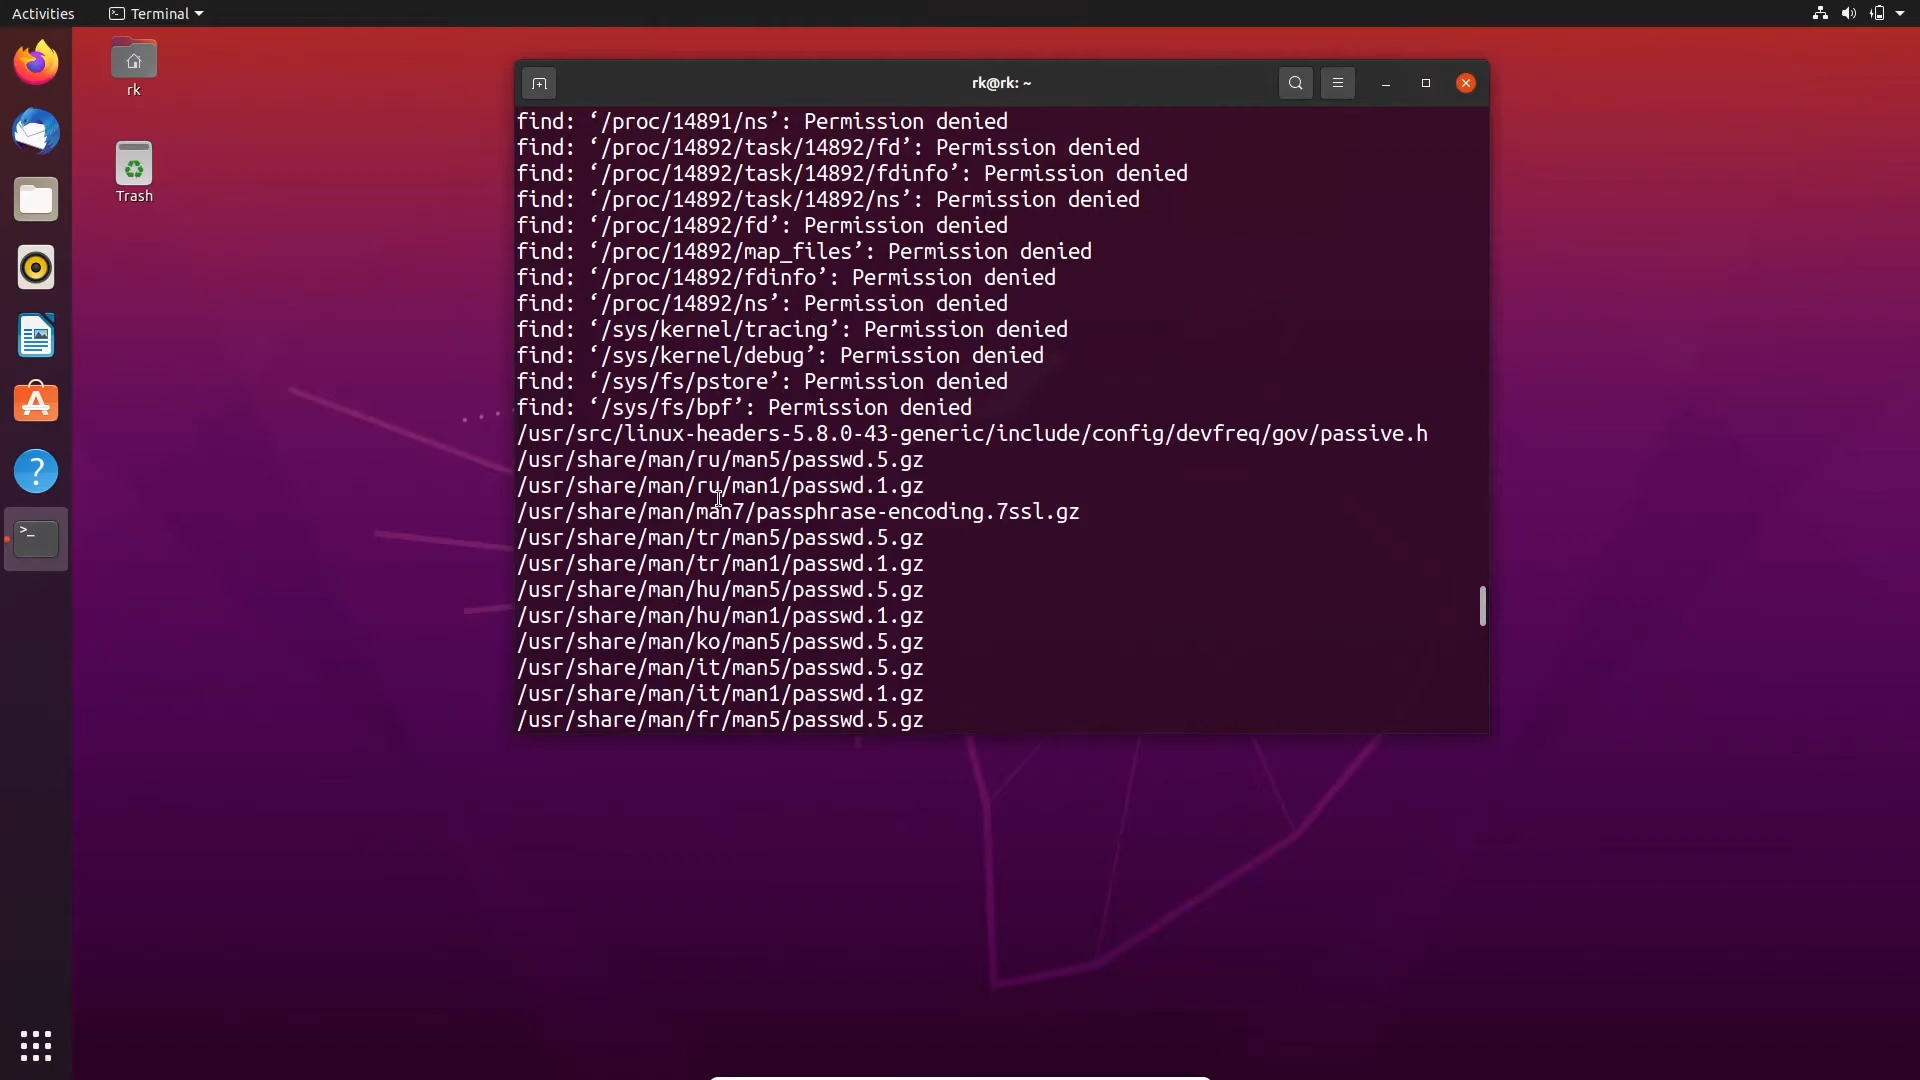 Activities
Terminal
rk
Trash
rk@rk: ~
find: ‘/proc/14891/ns’: Permission denied
find: ‘/proc/14892/task/14892/fd’: Permission denied
find: ‘/proc/14892/task/14892/fdinfo’: Permission denied
find: ‘/proc/14892/task/14892/ns’: Permission denied
find: ‘/proc/14892/fd’: Permission denied
find: ‘/proc/14892/map_files’: Permission denied
find: ‘/proc/14892/fdinfo’: Permission denied
find: ‘/proc/14892/ns’: Permission denied
find: ‘/sys/kernel/tracing’: Permission denied
find: ‘/sys/kernel/debug’: Permission denied
find: ‘/sys/fs/pstore’: Permission denied
find: ‘/sys/fs/bpf’: Permission denied
/usr/src/linux-headers-5.8.0-43-generic/include/config/devfreq/gov/passive.h
/usr/share/man/ru/man5/passwd.5.gz
/usr/share/man/ru/man1/passwd.1.gz
/usr/share/man/man7/passphrase-encoding.7ssl.gz
/usr/share/man/tr/man5/passwd.5.gz
/usr/share/man/tr/man1/passwd.1.gz
/usr/share/man/hu/man5/passwd.5.gz
/usr/share/man/hu/man1/passwd.1.gz
/usr/share/man/ko/man5/passwd.5.gz
/usr/share/man/it/man5/passwd.5.gz
/usr/share/man/it/man1/passwd.1.gz
/usr/share/man/fr/man5/passwd.5.gz